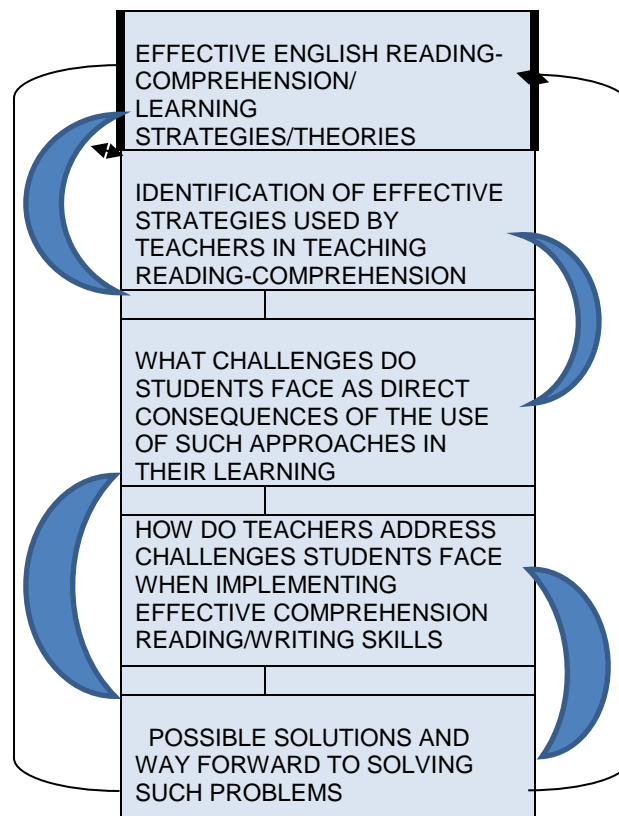 EFFECTIVE ENGLISH READING-
COMPREHENSION/
LEARNING
STRATEGIES/THEORIES
IDENTIFICATION OF EFFECTIVE
STRATEGIES USED BY
TEACHERS IN TEACHING
READING-COMPREHENSION
WHAT CHALLENGES DO
STUDENTS FACE AS DIRECT
CONSEQUENCES OF THE USE
OF SUCH APPROACHES IN
THEIR LEARNING
HOW DO TEACHERS ADDRESS
CHALLENGES STUDENTS FACE
WHEN IMPLEMENTING
EFFECTIVE COMPREHENSION
READING/WRITING SKILLS
POSSIBLE SOLUTIONS AND
WAY FORWARD TO SOLVING
SUCH PROBLEMS